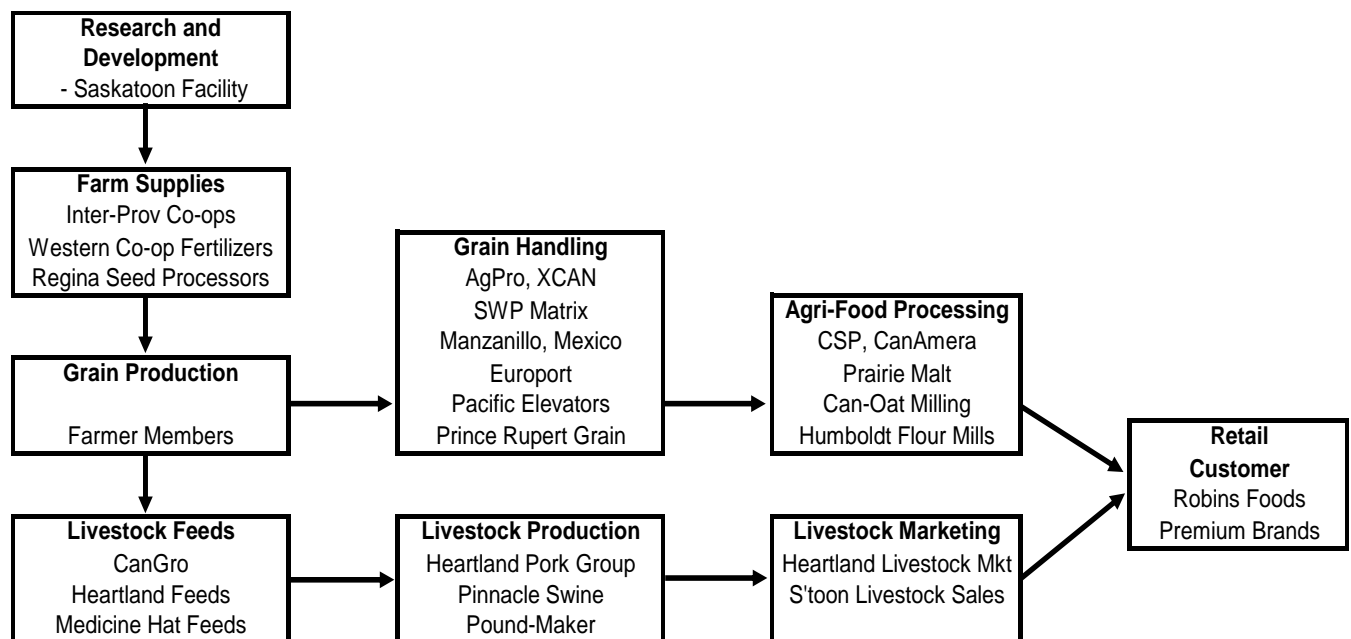 Research and
Development
- Saskatoon Facility
Farm Supplies
Inter-Prov Co-ops
Western Co-op Fertilizers
Regina Seed Processors
Grain Production
Farmer Members
Grain Handling
AgPro, XCAN
SWP Matrix
Manzanillo, Mexico
Europort
Pacific Elevators
Prince Rupert Grain
Agri-Food Processing
CSP, CanAmera
Prairie Malt
Can-Oat Milling
Humboldt Flour Mills
Retail
Customer
Robins Foods
Premium Brands
Livestock Feeds
CanGro
Heartland Feeds
Medicine Hat Feeds
Livestock Production
Heartland Pork Group
Pinnacle Swine
Pound-Maker
Livestock Marketing
Heartland Livestock Mkt
S'toon Livestock Sales